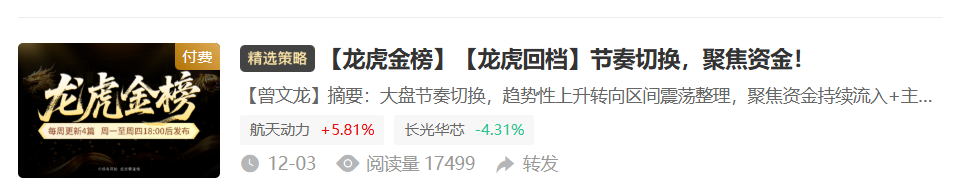 付费
龙虎金榜
每周更新4篇 周一至周四18:00后发布
精选策略 【龙虎金榜】【龙虎回档】节奏切换，聚焦资金！
【曾文龙】摘要：大盘节奏切换，趋势性上升转向区间震荡整理，聚焦资金持续流入+主...
航天动力 +5.81% 长光华芯 -4.31%
12-03 阅读量 17499 转发